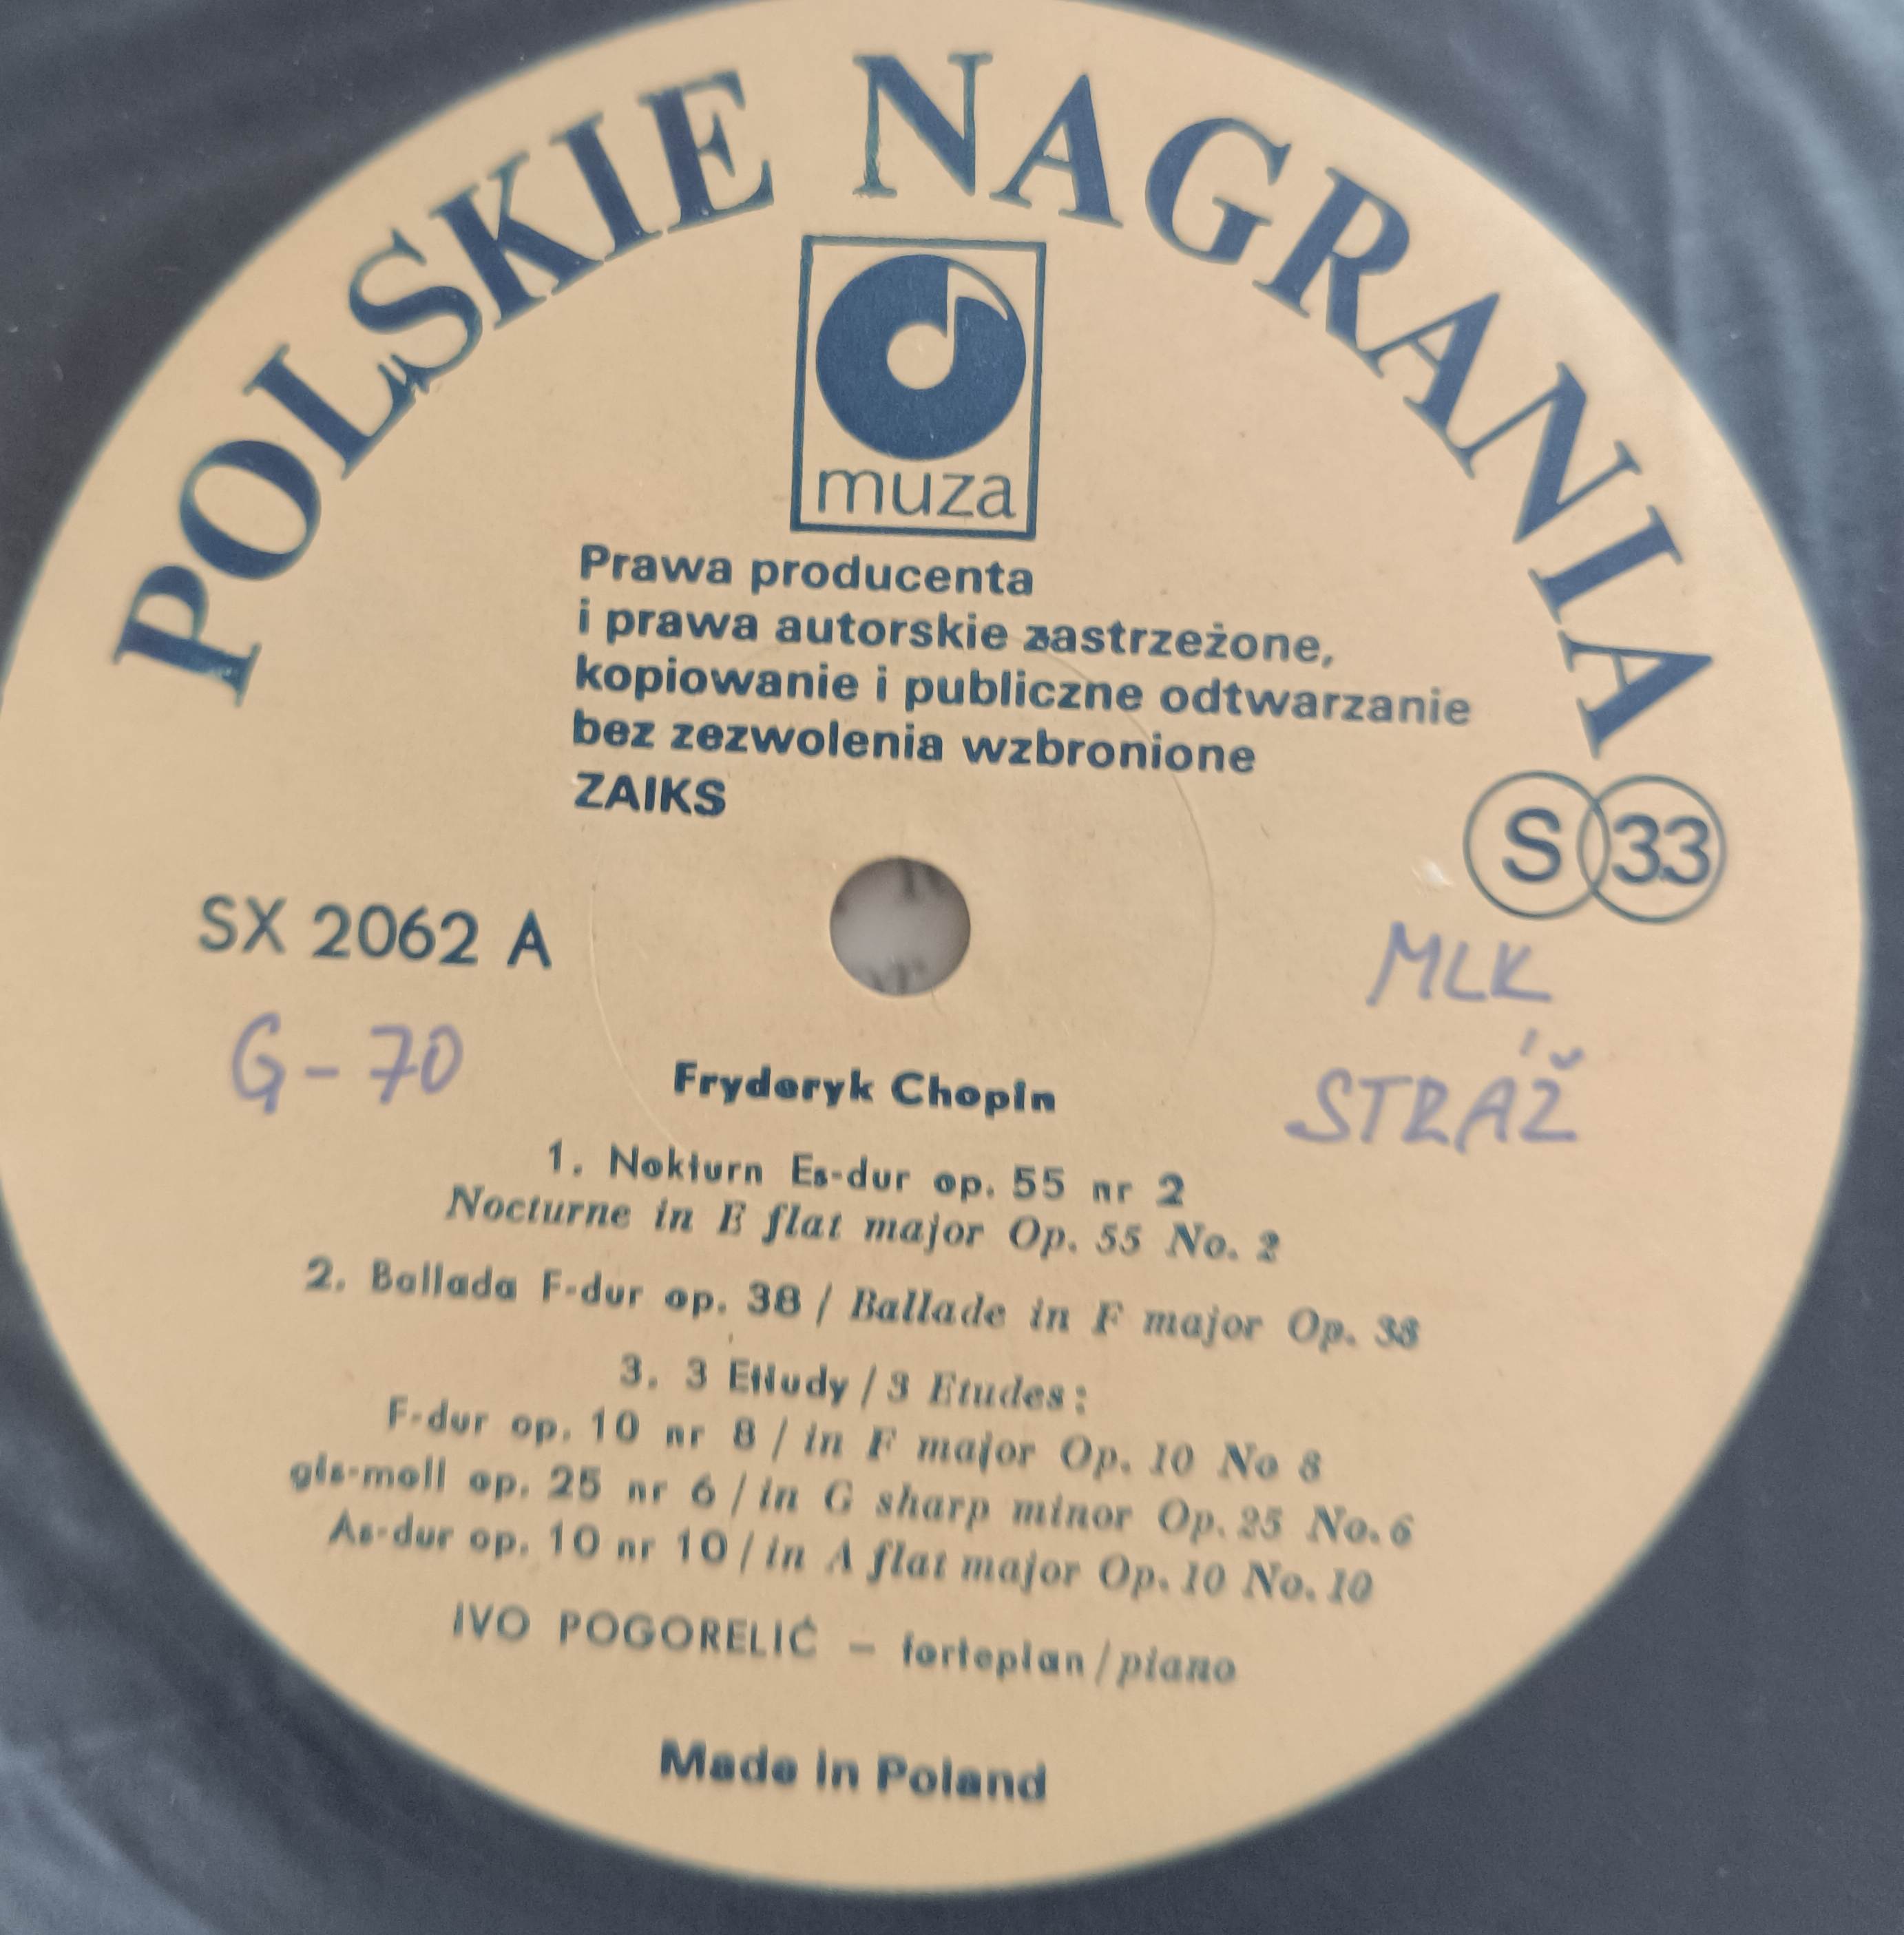 POLSKIE NAGRANIA
muza
Prawa producenta
i prawa autorskie zastrzeżone,
kopiowanie i publiczne odtwarzanie
bez zezwolenia wzbronione
ZAIKS
S 33
SX 2062 A
MLK
G-70
STRÁŽ
Fryderyk Chopin
1. Nokturn Es-dur op. 55 nr 2
Nocturne in E flat major Op. 55 No. 2
2. Ballada F-dur op. 38 / Ballade in F major Op. 38
3. 3 Etiudy / 3 Etudes:
F-dur op. 10 nr 8 / in F major Op. 10 No 8
gis-moll op. 25 nr 6 / in G sharp minor Op. 25 No. 6
As-dur op. 10 nr 10 / in A flat major Op. 10 No. 10
IVO POGORELIĆ – fortepian / piano
Made in Poland